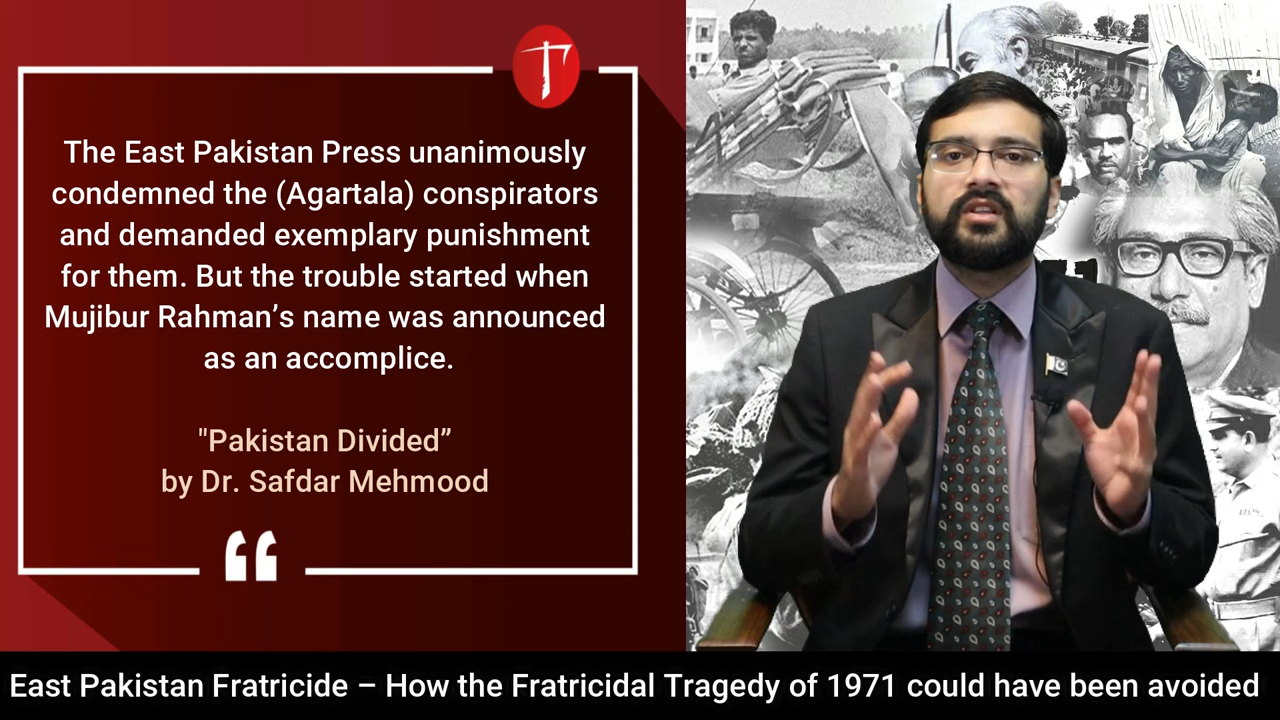 The East Pakistan Press unanimously
condemned the (Agartala) conspirators
and demanded exemplary punishment
for them. But the trouble started when
Mujibur Rahman’s name was announced
as an accomplice.
"Pakistan Divided”
by Dr. Safdar Mehmood
“
East Pakistan Fratricide – How the Fratricidal Tragedy of 1971 could have been avoided